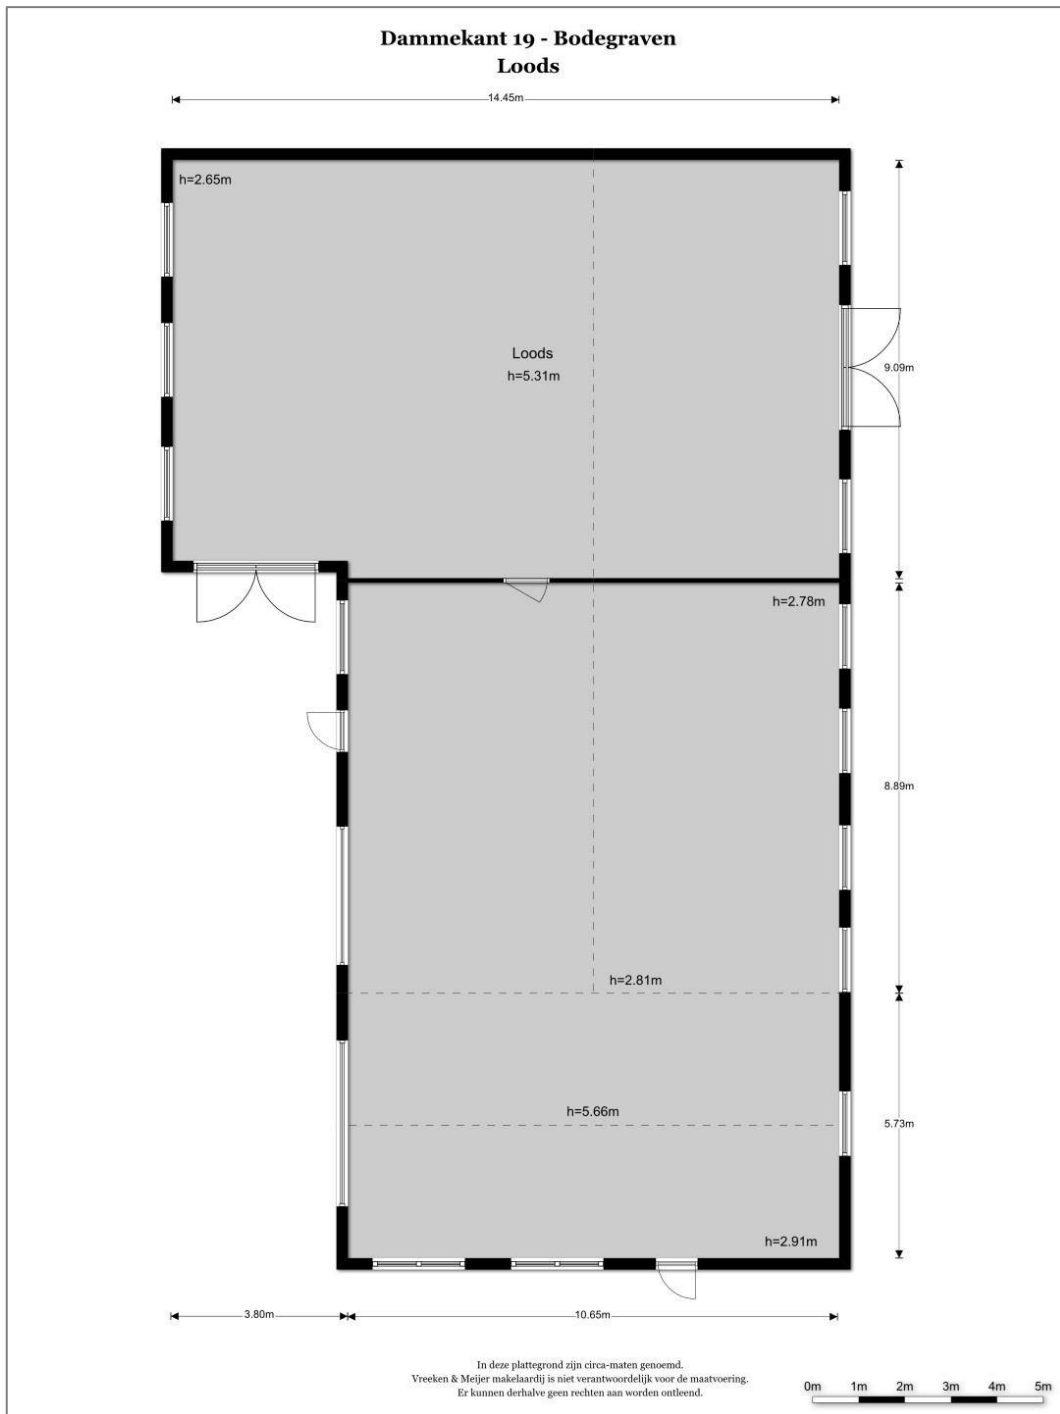 Dammekant 19 - Bodegraven
Loods
14.45m
h=2.65m
Loods
h=5.31m
9.09m
h=2.78m
8.89m
h=2.81m
h=5.66m
5.73m
h=2.91m
3.80m
10.65m
In deze plattegrond zijn circa-maten genoemd.
Vreeken & Meijer makelaardij is niet verantwoordelijk voor de maatvoering.
Er kunnen derhalve geen rechten aan worden ontleend.
0m 1m 2m 3m 4m 5m